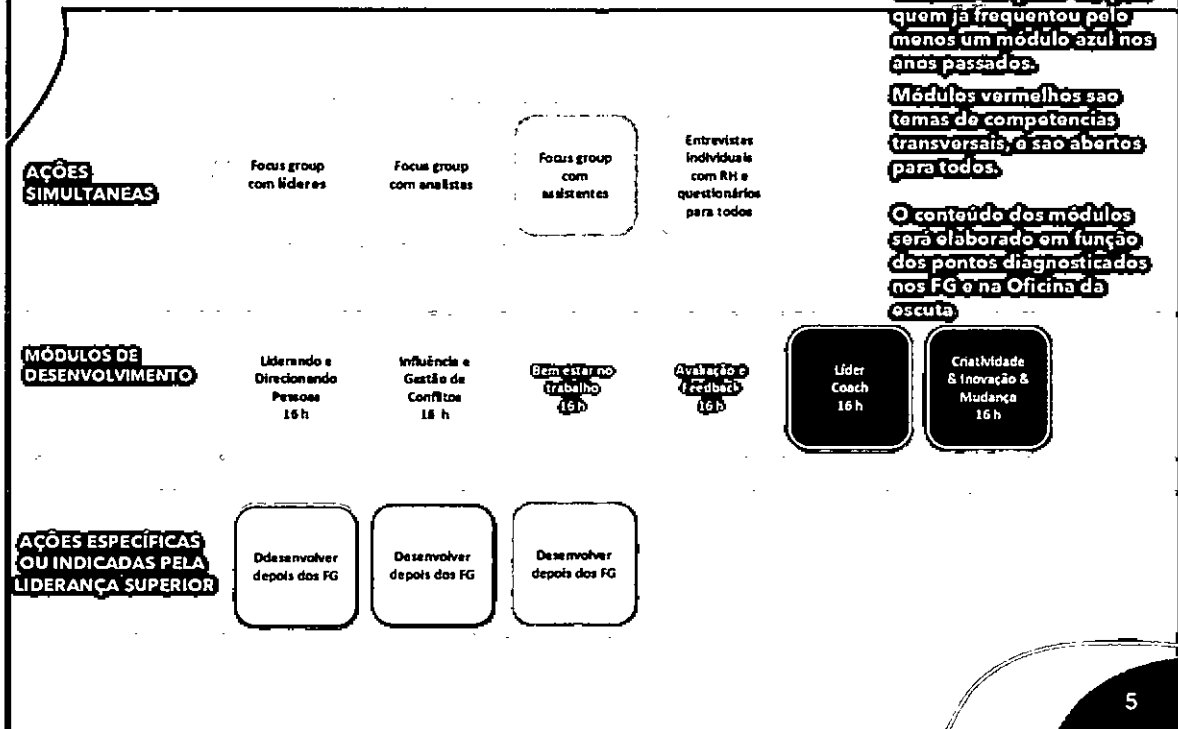 quem já frequentou pelo
menos um módulo azul nos
anos passados.
Módulos vermelhos sao
temas de competencias
transversais, e sao abertos
para todos.
O conteúdo dos módulos
será elaborado em função
dos pontos diagnosticados
nos FG e na Oficina da
escuta
AÇÕES
SIMULTANEAS
Focus group
com líderes
Focus group
com analistas
Focus group
com
assistentes
Entrevistas
individuais
com RH e
questionários
para todos
MÓDULOS DE
DESENVOLVIMENTO
Liderando e
Direcionando
Pessoas
16 h
Influência e
Gestão de
Conflitos
16 h
Bem estar no
trabalho
16 h
Avaliação e
Feedback
16 h
Líder
Coach
16 h
Criatividade
& Inovação &
Mudança
16 h
AÇÕES ESPECÍFICAS
OU INDICADAS PELA
LIDERANÇA SUPERIOR
Ddesenvolver
depois dos FG
Desenvolver
depois dos FG
Desenvolver
depois dos FG
5